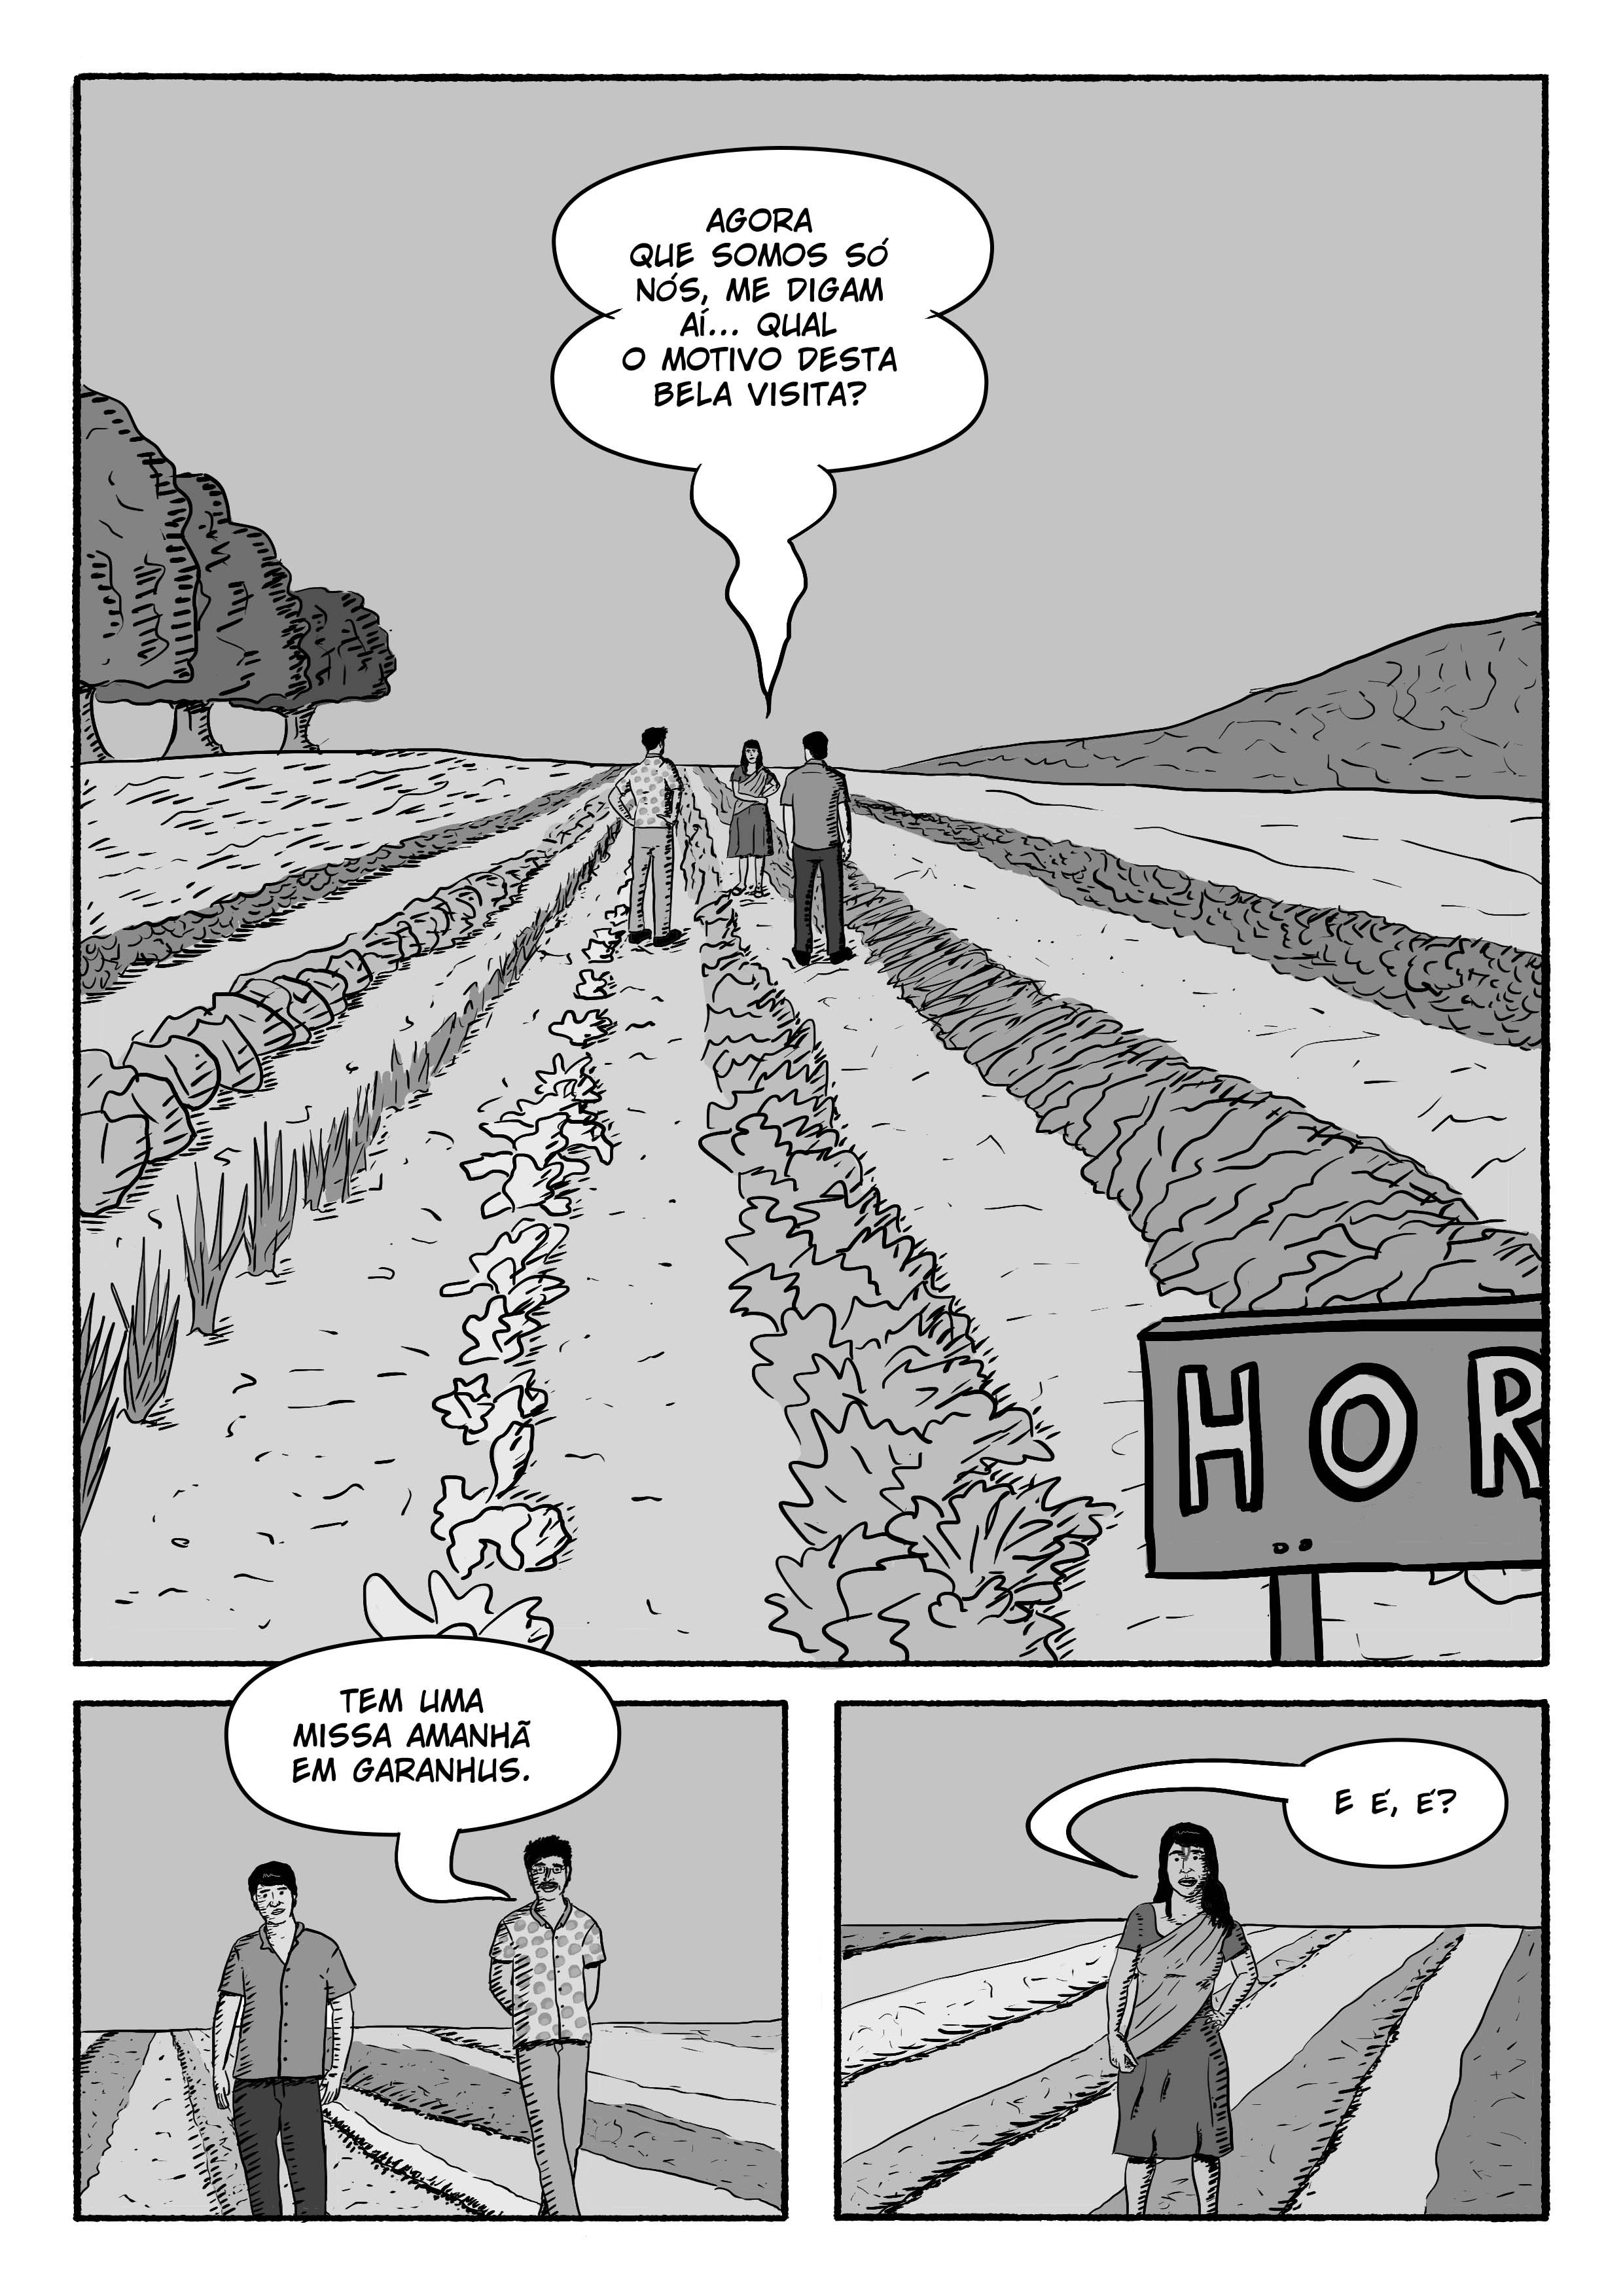 AGORA
QUE SOMOS SÓ
NÓS, ME DIGAM
AÍ... QUAL
O MOTIVO DESTA
BELA VISITA?
HOR
TEM UMA
MISSA AMANHÃ
EM GARANHUS.
E É, É?